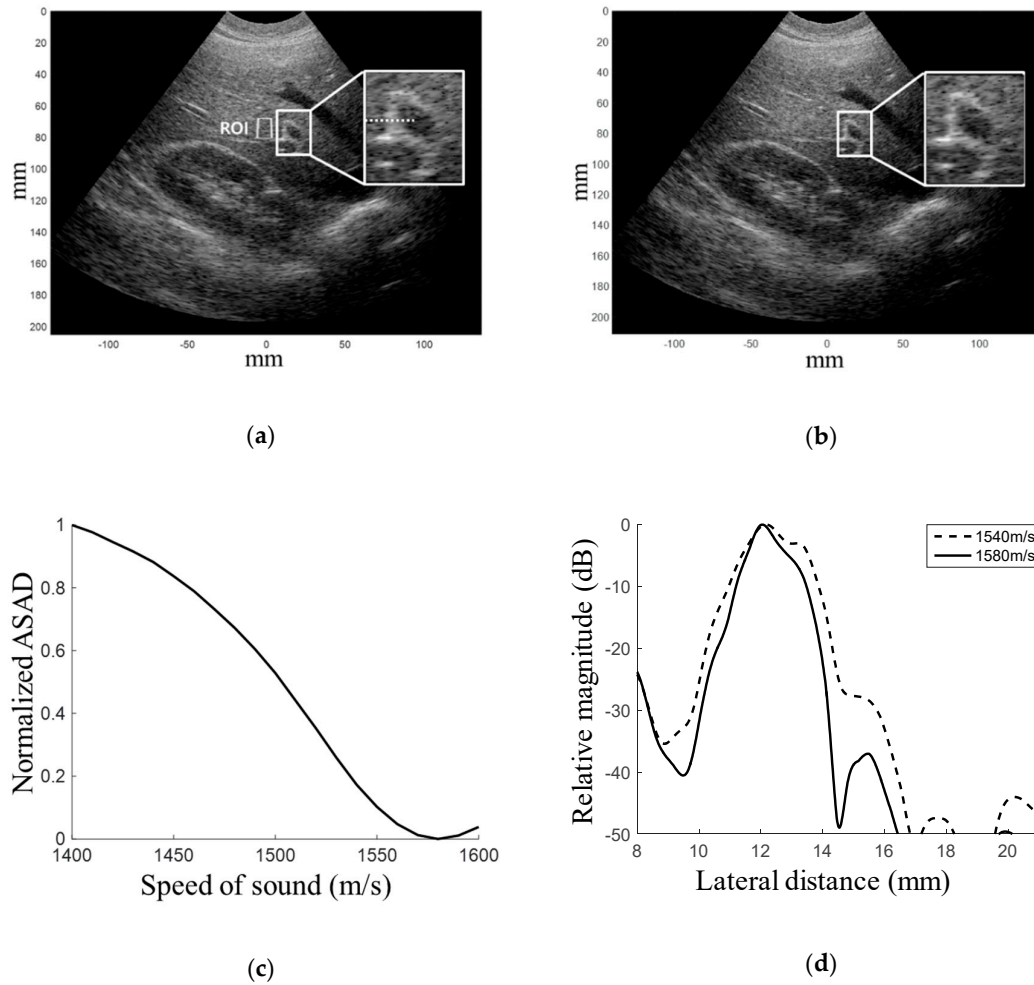 0
20
40
60
80
100
120
140
160
180
200
mm
ROI
-100 -50 0 50 100
mm
(a)
0
20
40
60
80
100
120
140
160
180
200
mm
-100 -50 0 50 100
mm
(b)
1
0.8
0.6
0.4
0.2
0
Normalized ASAD
1400 1450 1500 1550 1600
Speed of sound (m/s)
(c)
0
-10
-20
-30
-40
-50
Relative magnitude (dB)
1540m/s
1580m/s
8 10 12 14 16 18 20
Lateral distance (mm)
(d)